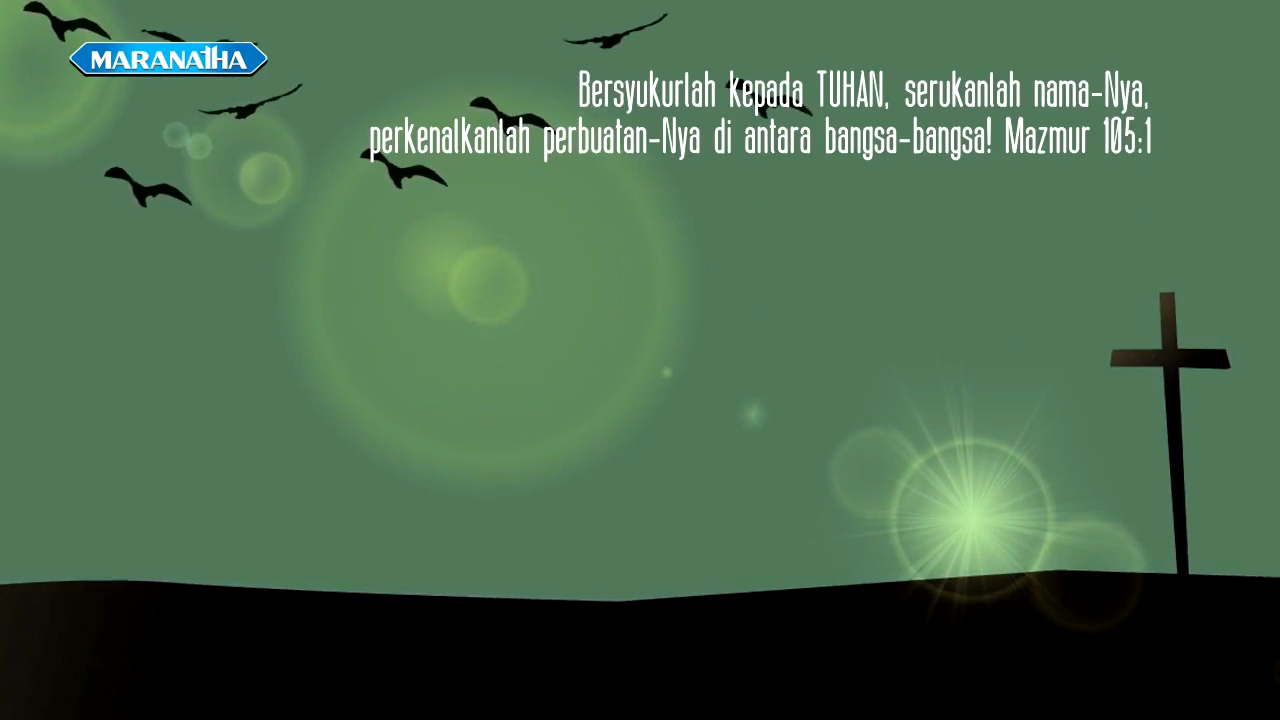 MARANATHA
Bersyukurlah kepada TUHAN, serukanlah nama-Nya,
perkenalkanlah perbuatan-Nya di antara bangsa-bangsa! Mazmur 105:1